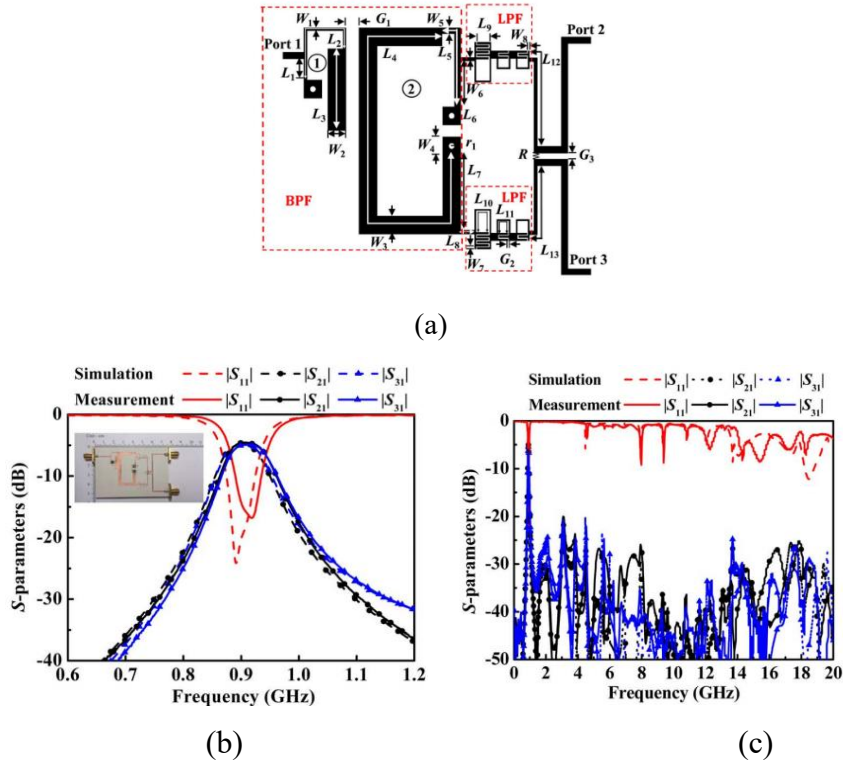 W1 G1 W5 L9 W8 LPF
Port 1 L2 L5 L12 Port 2
L1 ① L4 ② W6
L3 L6
W2 W4 r1 R G3
L7
BPF L10 L11 LPF
W3 L8 W7 G2 L13 Port 3
(a)
Simulation |S11| |S21| |S31|
Measurement |S11| |S21| |S31|
0
-10
-20
-30
-40
S-parameters (dB)
0.6 0.7 0.8 0.9 1.0 1.1 1.2
Frequency (GHz)
(b)
Simulation |S11| |S21| |S31|
Measurement |S11| |S21| |S31|
0
-10
-20
-30
-40
-50
S-parameters (dB)
0 2 4 6 8 10 12 14 16 18 20
Frequency (GHz)
(c)